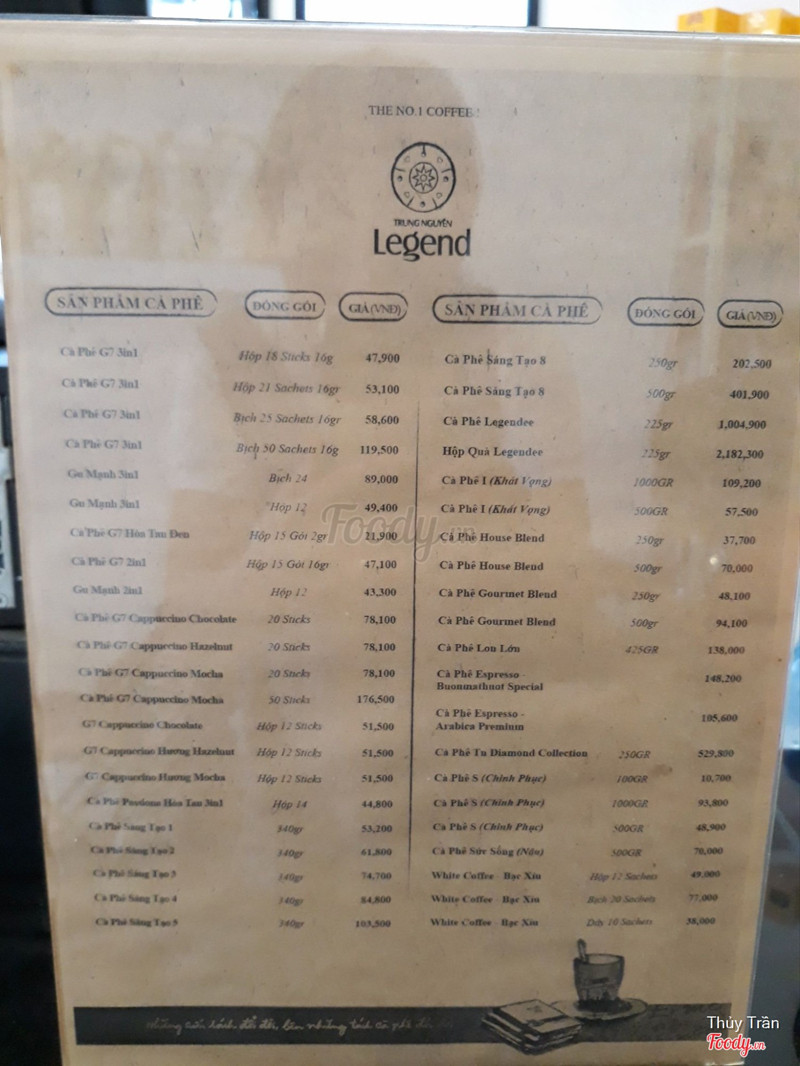 THE NO.1 COFFEE
TRUNG NGUYÊN
Legend
SẢN PHẨM CÀ PHÊ ĐÓNG GÓI GIÁ (VNĐ)
Cà Phê G7 3in1 Hộp 18 Sticks 16g 47,900
Cà Phê G7 3in1 Hộp 21 Sachets 16gr 53,100
Cà Phê G7 3in1 Bịch 25 Sachets 16gr 58,600
Cà Phê G7 3in1 Bịch 50 Sachets 16g 119,500
Gu Mạnh 3in1 Bịch 24 89,000
Gu Mạnh 3in1 Hộp 12 49,400
Cà Phê G7 Hòa Tan Đen Hộp 15 Gói 2gr 21,900
Cà Phê G7 2in1 Hộp 15 Gói 16gr 47,100
Gu Mạnh 2in1 Hộp 12 43,300
Cà Phê G7 Cappuccino Chocolate 20 Sticks 78,100
Cà Phê G7 Cappuccino Hazelnut 20 Sticks 78,100
Cà Phê G7 Cappuccino Mocha 20 Sticks 78,100
Cà Phê G7 Cappuccino Mocha 50 Sticks 176,500
G7 Cappuccino Chocolate Hộp 12 Sticks 51,500
G7 Cappuccino Hương Hazelnut Hộp 12 Sticks 51,500
G7 Cappuccino Hương Mocha Hộp 12 Sticks 51,500
Cà Phê Passiona Hòa Tan 3in1 Hộp 14 44,800
Cà Phê Sáng Tạo 1 340gr 53,200
Cà Phê Sáng Tạo 2 340gr 61,800
Cà Phê Sáng Tạo 3 340gr 74,700
Cà Phê Sáng Tạo 4 340gr 84,800
Cà Phê Sáng Tạo 5 340gr 103,500
SẢN PHẨM CÀ PHÊ ĐÓNG GÓI GIÁ (VNĐ)
Cà Phê Sáng Tạo 8 250gr 202,500
Cà Phê Sáng Tạo 8 500gr 401,900
Cà Phê Legendee 225gr 1,004,900
Hộp Quà Legendee 225gr 2,182,300
Cà Phê I (Khát Vọng) 1000GR 109,200
Cà Phê I (Khát Vọng) 500GR 57,500
Cà Phê House Blend 250gr 37,700
Cà Phê House Blend 500gr 70,000
Cà Phê Gourmet Blend 250gr 48,100
Cà Phê Gourmet Blend 500gr 94,100
Cà Phê Lon Lớn 425GR 138,000
Cà Phê Espresso -
Buonmathuot Special 148,200
Cà Phê Espresso -
Arabica Premium 105,600
Cà Phê Tu Diamond Collection 250GR 529,800
Cà Phê S (Chinh Phục) 100GR 10,700
Cà Phê S (Chinh Phục) 1000GR 93,800
Cà Phê S (Chinh Phục) 500GR 48,900
Cà Phê Sức Sống (Nâu) 500GR 70,000
White Coffee - Bạc Xỉu Hộp 12 Sachets 49,000
White Coffee - Bạc Xỉu Bịch 20 Sachets 77,000
White Coffee - Bạc Xỉu Dây 10 Sachets 38,000
Foody.vn
Những cuốn sách đổi đời, bên những tách cà phê
Thủy Trần
Foody.vn